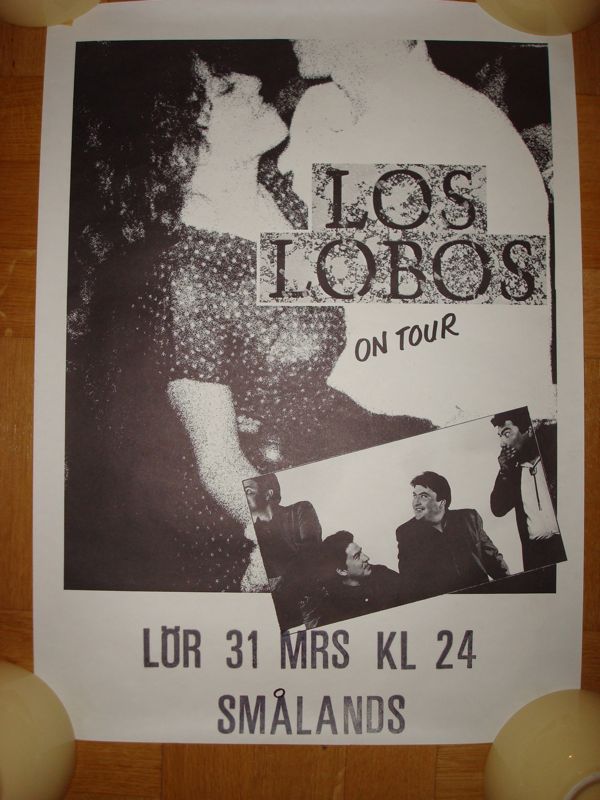 LOS
LOBOS
ON TOUR
LÖR 31 MRS KL 24
SMÅLANDS